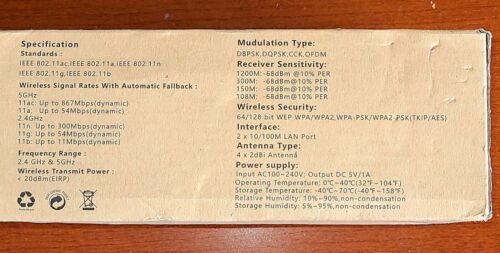 Specification
Standards :
IEEE 802.11ac,IEEE 802.11a,IEEE 802.11n
IEEE 802.11g,IEEE 802.11b
Wireless Signal Rates With Automatic Fallback :
5GHz
11ac: Up to 867Mbps(dynamic)
11a: Up to 54Mbps(dynamic)
2.4GHz
11n: Up to 300Mbps(dynamic)
11g: Up to 54Mbps(dynamic)
11b: Up to 11Mbps(dynamic)
Frequency Range :
2.4 GHz & 5GHz
Wireless Transmit Power :
< 20dBm(EIRP)
Mudulation Type:
DBPSK,DQPSK,CCK,OFDM
Receiver Sensitivity:
1200M: -68dBm @10% PER
300M: -68dBm @10% PER
150M: -68dBm @10% PER
108M: -68dBm @10% PER
Wireless Security:
64/128 bit WEP WPA/WPA2,WPA-PSK/WPA2-PSK(TKIP/AES)
Interface:
2 x 10/100M LAN Port
Antenna Type:
4 x 2dBi Antenna
Power supply:
Input AC100~240V; Output DC 5V/1A
Operating Temperature: 0℃~40℃(32℉~104℉)
Storage Temperature: -40℃~70℃(-40℉~158℉)
Relative Humidity: 10%~90%,non-condensation
Storage Humidity: 5%~95%,non-condensation